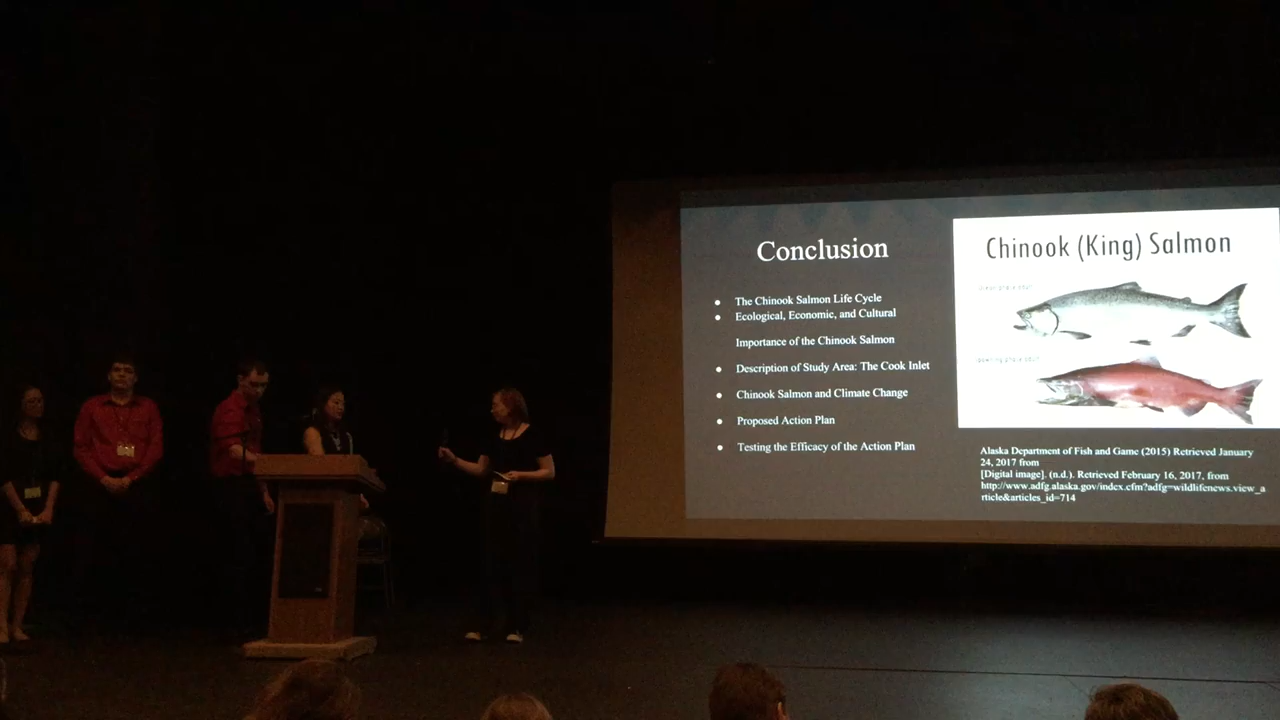 Conclusion
The Chinook Salmon Life Cycle
Ecological, Economic, and Cultural
Importance of the Chinook Salmon
Description of Study Area: The Cook Inlet
Chinook Salmon and Climate Change
Proposed Action Plan
Testing the Efficacy of the Action Plan
Chinook (King) Salmon
Alaska Department of Fish and Game (2015) Retrieved January
24, 2017 from
[Digital image]. (n.d.). Retrieved February 16, 2017, from
http://www.adfg.alaska.gov/index.cfm?adfg=wildlifenews.view_a
rticle&articles_id=714